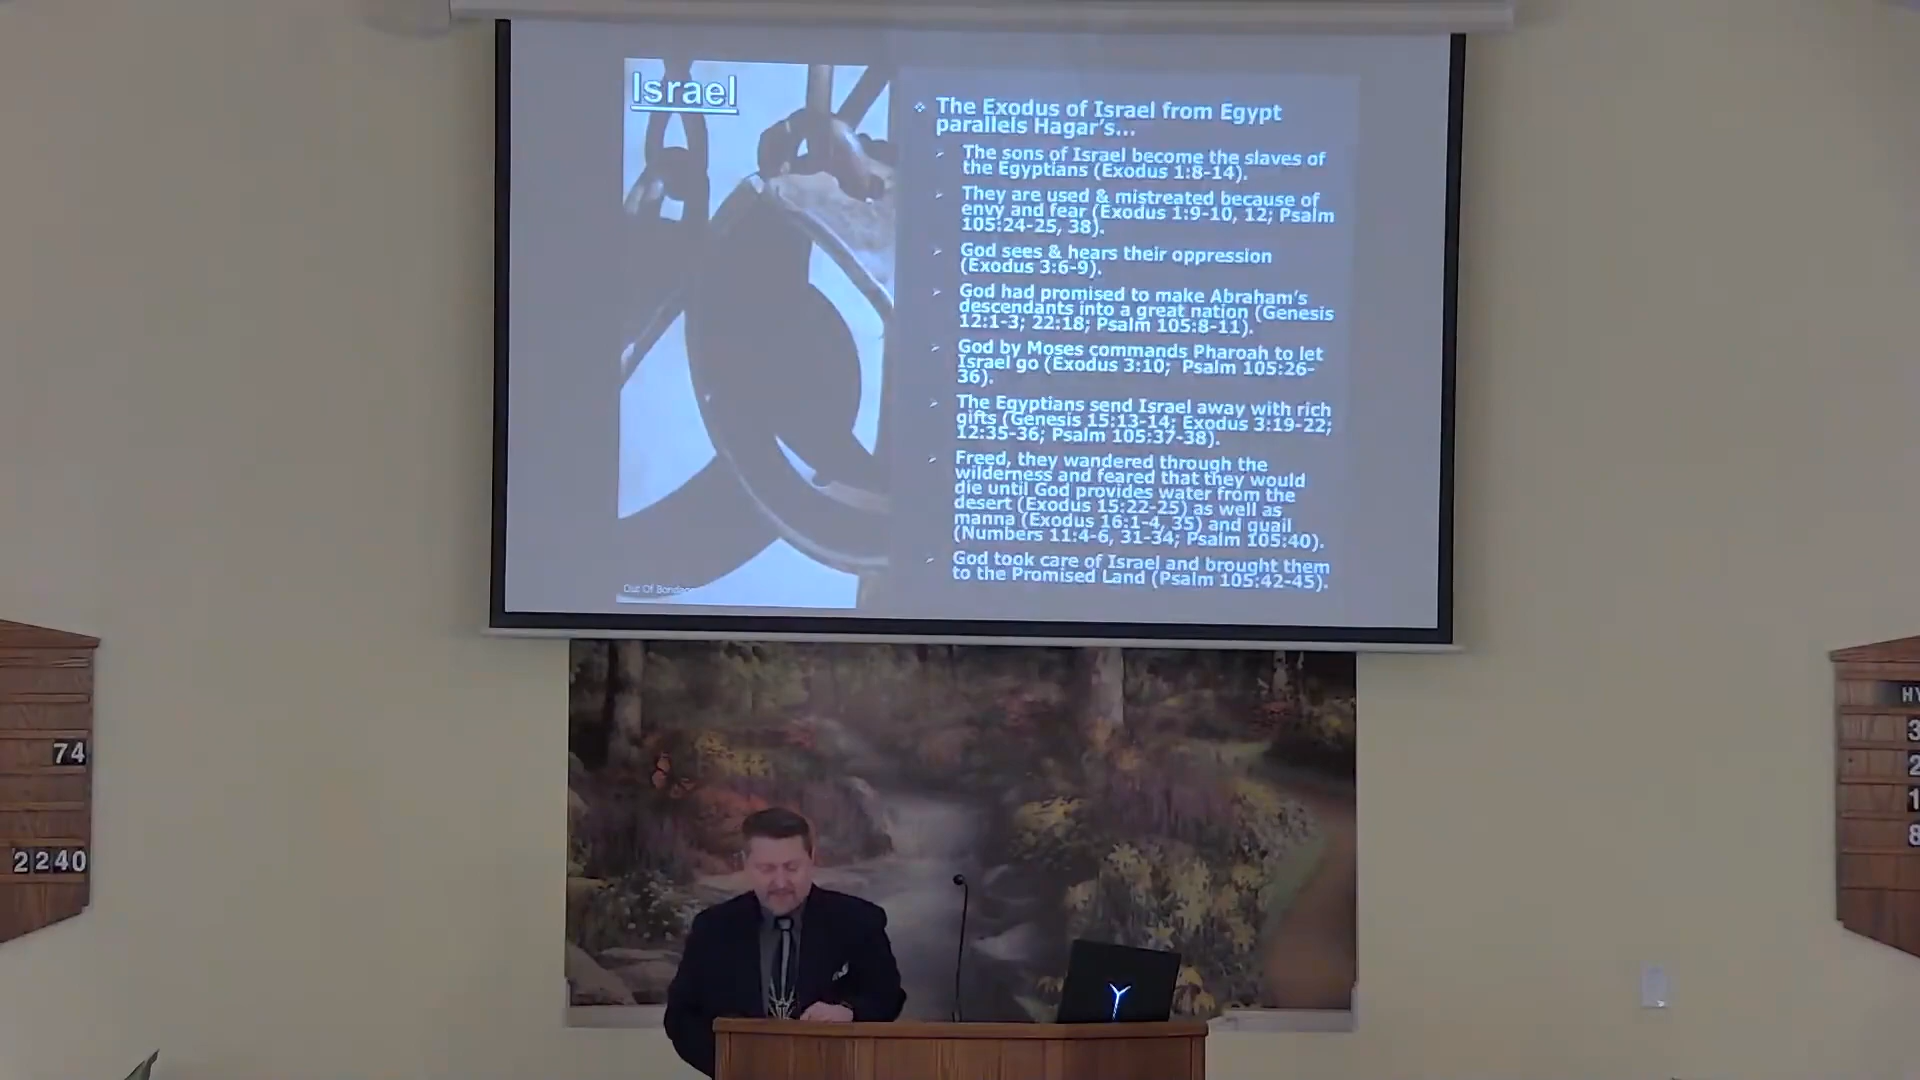 Israel
The Exodus of Israel from Egypt
parallels Hagar's...
The sons of Israel become the slaves of
the Egyptians (Exodus 1:8-14).
They are used & mistreated because of
envy and fear (Exodus 1:9-10, 12; Psalm
105:24-25, 38).
God sees & hears their oppression
(Exodus 3:6-9).
God had promised to make Abraham's
descendants into a great nation (Genesis
12:1-3; 22:18; Psalm 105:8-11).
God by Moses commands Pharoah to let
Israel go (Exodus 3:10; Psalm 105:26-
36).
The Egyptians send Israel away with rich
gifts (Genesis 15:13-14; Exodus 3:19-22;
12:35-36; Psalm 105:37-38).
Freed, they wandered through the
wilderness and feared that they would
die until God provides water from the
desert (Exodus 15:22-25) as well as
manna (Exodus 16:1-4, 35) and quail
(Numbers 11:4-6, 31-34; Psalm 105:40).
God took care of Israel and brought them
to the Promised Land (Psalm 105:42-45).
Out Of
74
2240
HY
3
2
1
8